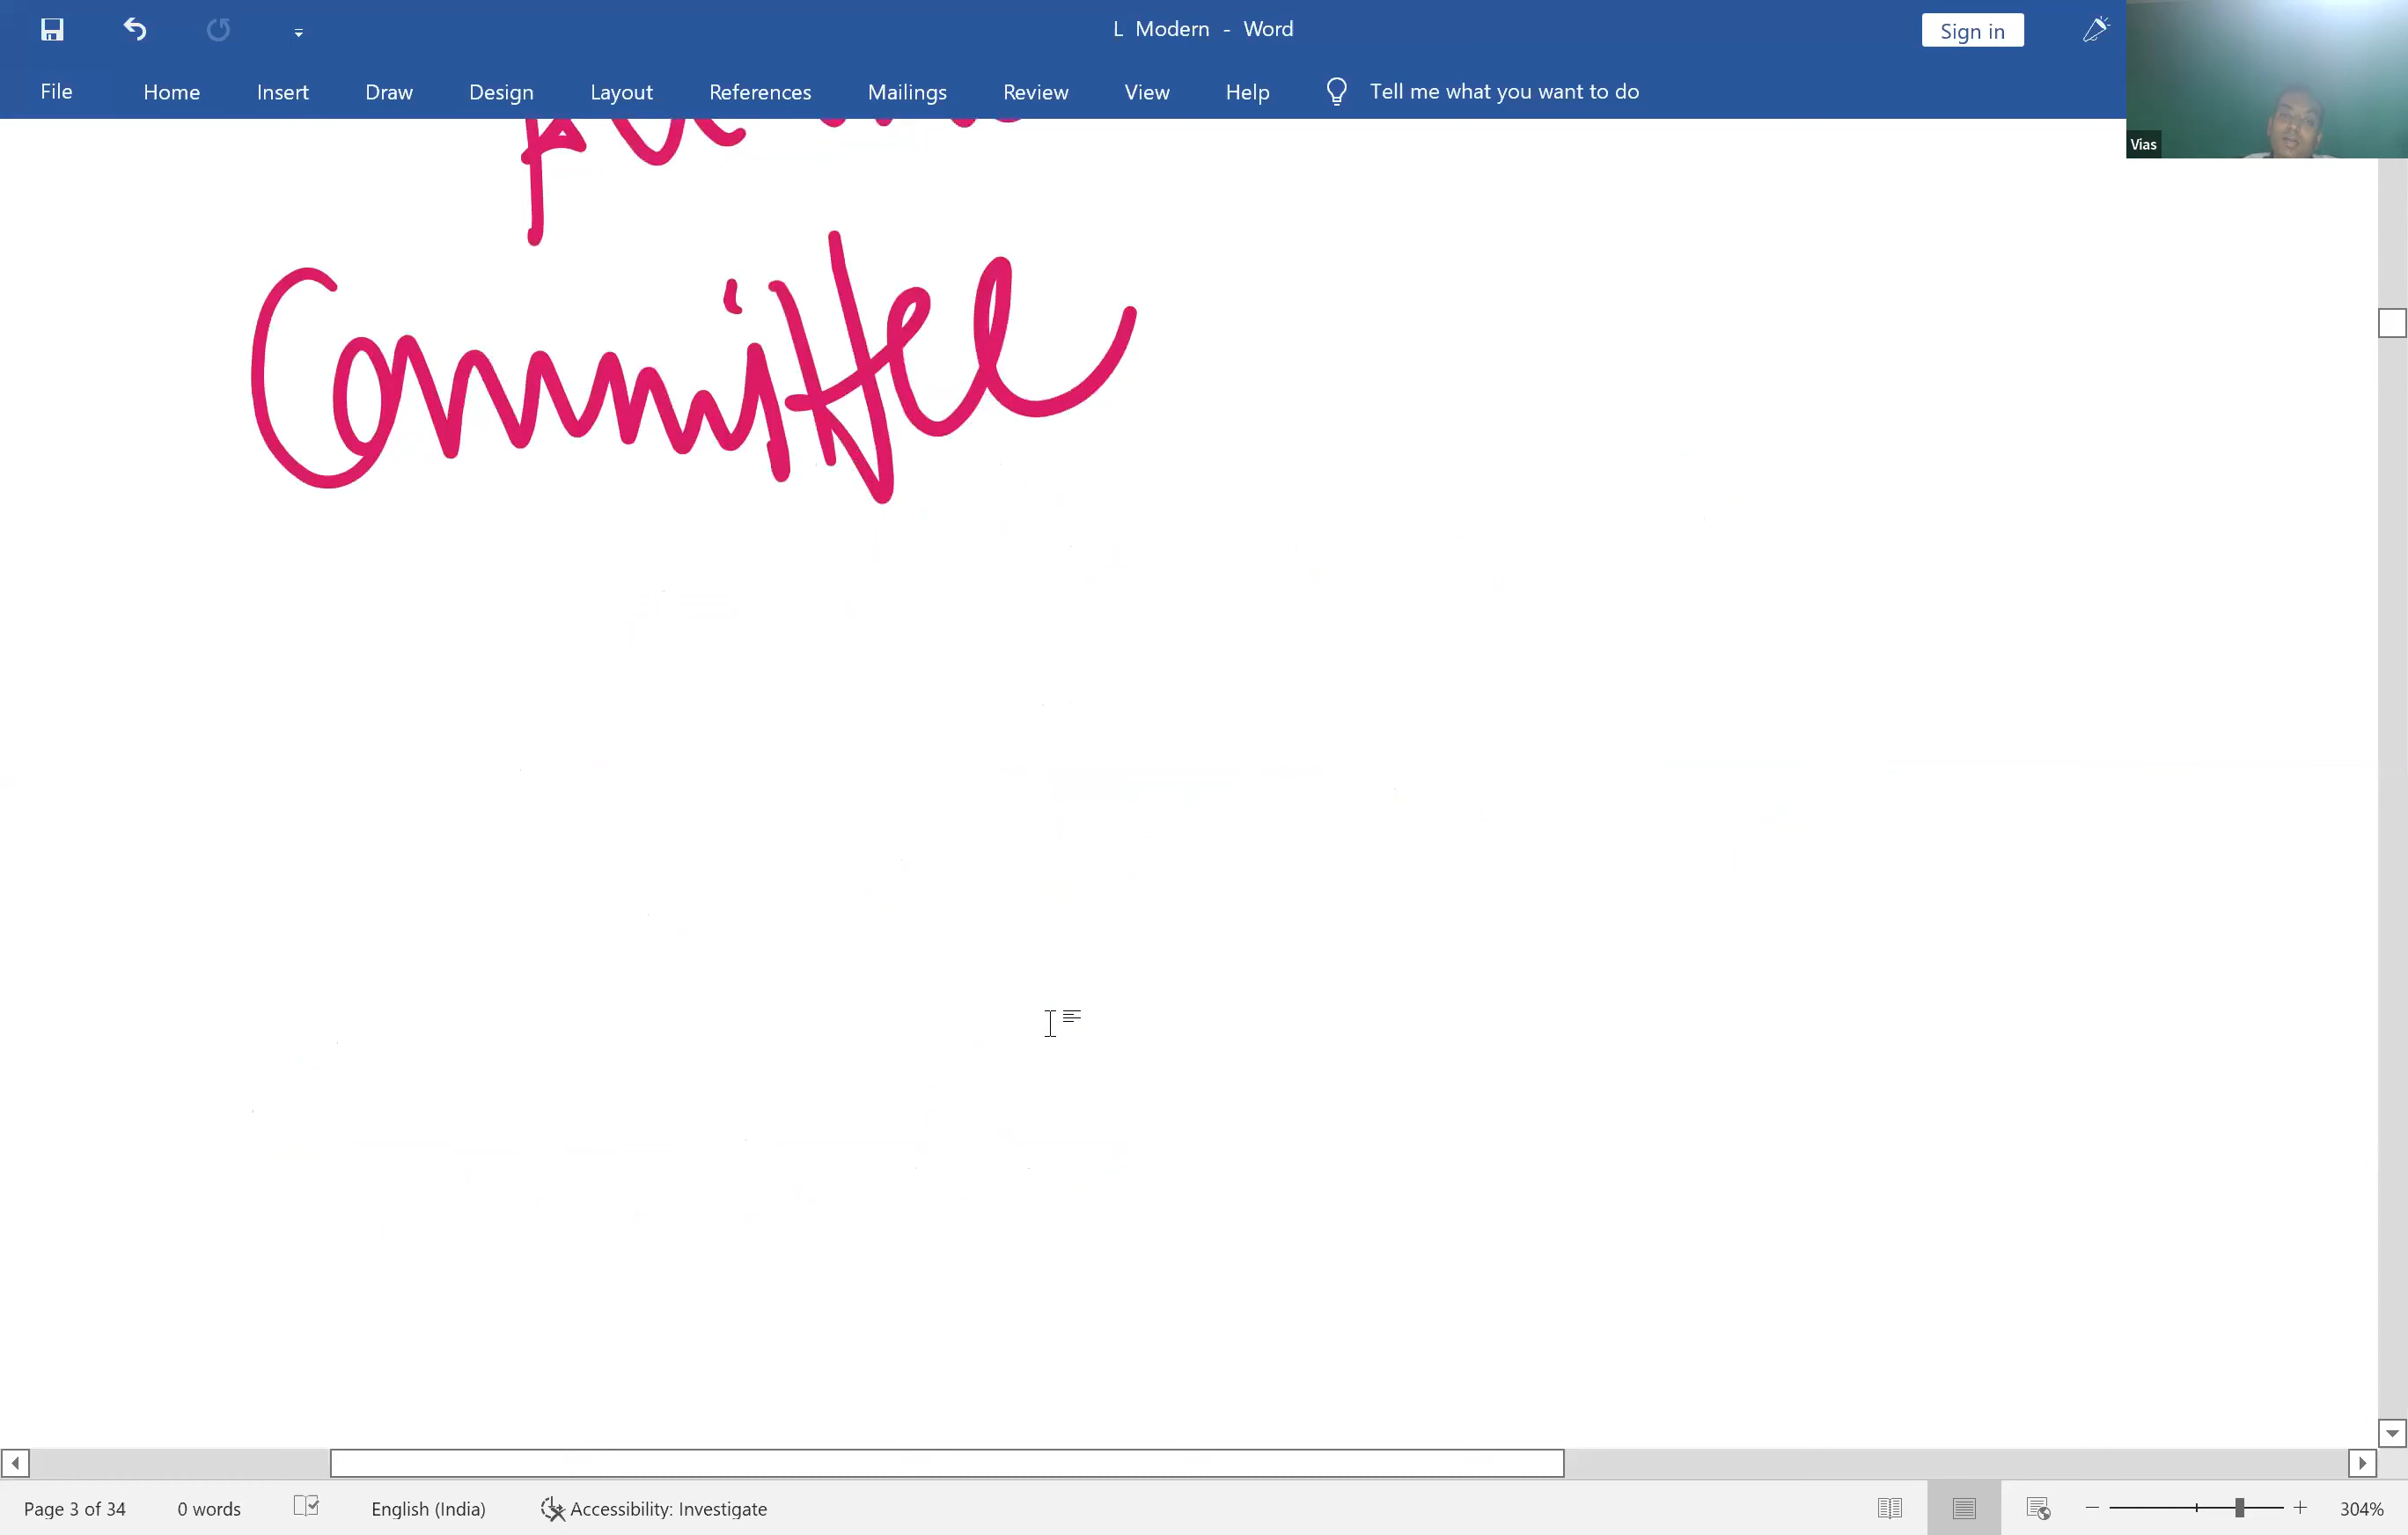 L Modern - Word
Sign in
File Home Insert Draw Design Layout References Mailings Review View Help Tell me what you want to do
Vias
Committee
Page 3 of 34 0 words English (India) Accessibility: Investigate 304%